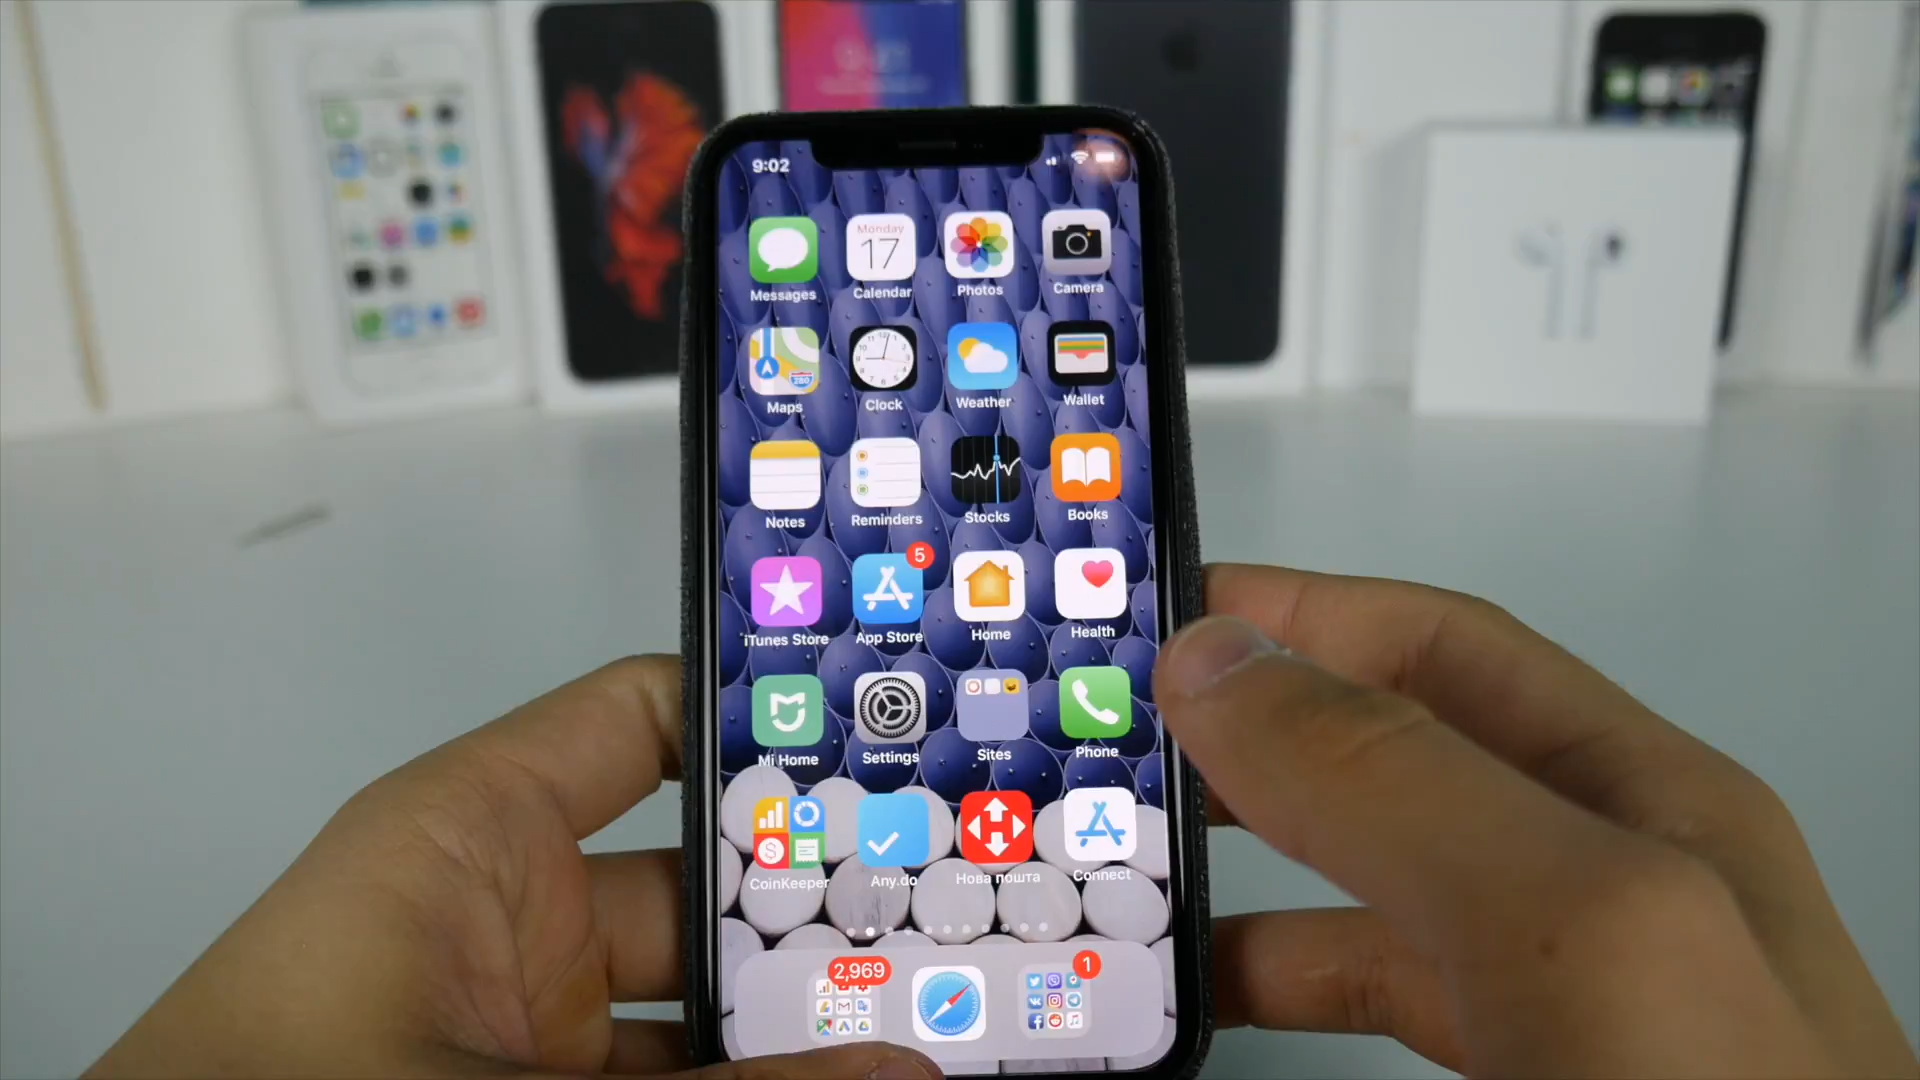 9:02
Monday
17
Messages
Calendar
Photos
Camera
280
Maps
Clock
Weather
Wallet
Notes
Reminders
Stocks
Books
5
iTunes Store
App Store
Home
Health
Mi Home
Settings
Sites
Phone
CoinKeeper
Any.do
Нова пошта
Connect
2,969
1